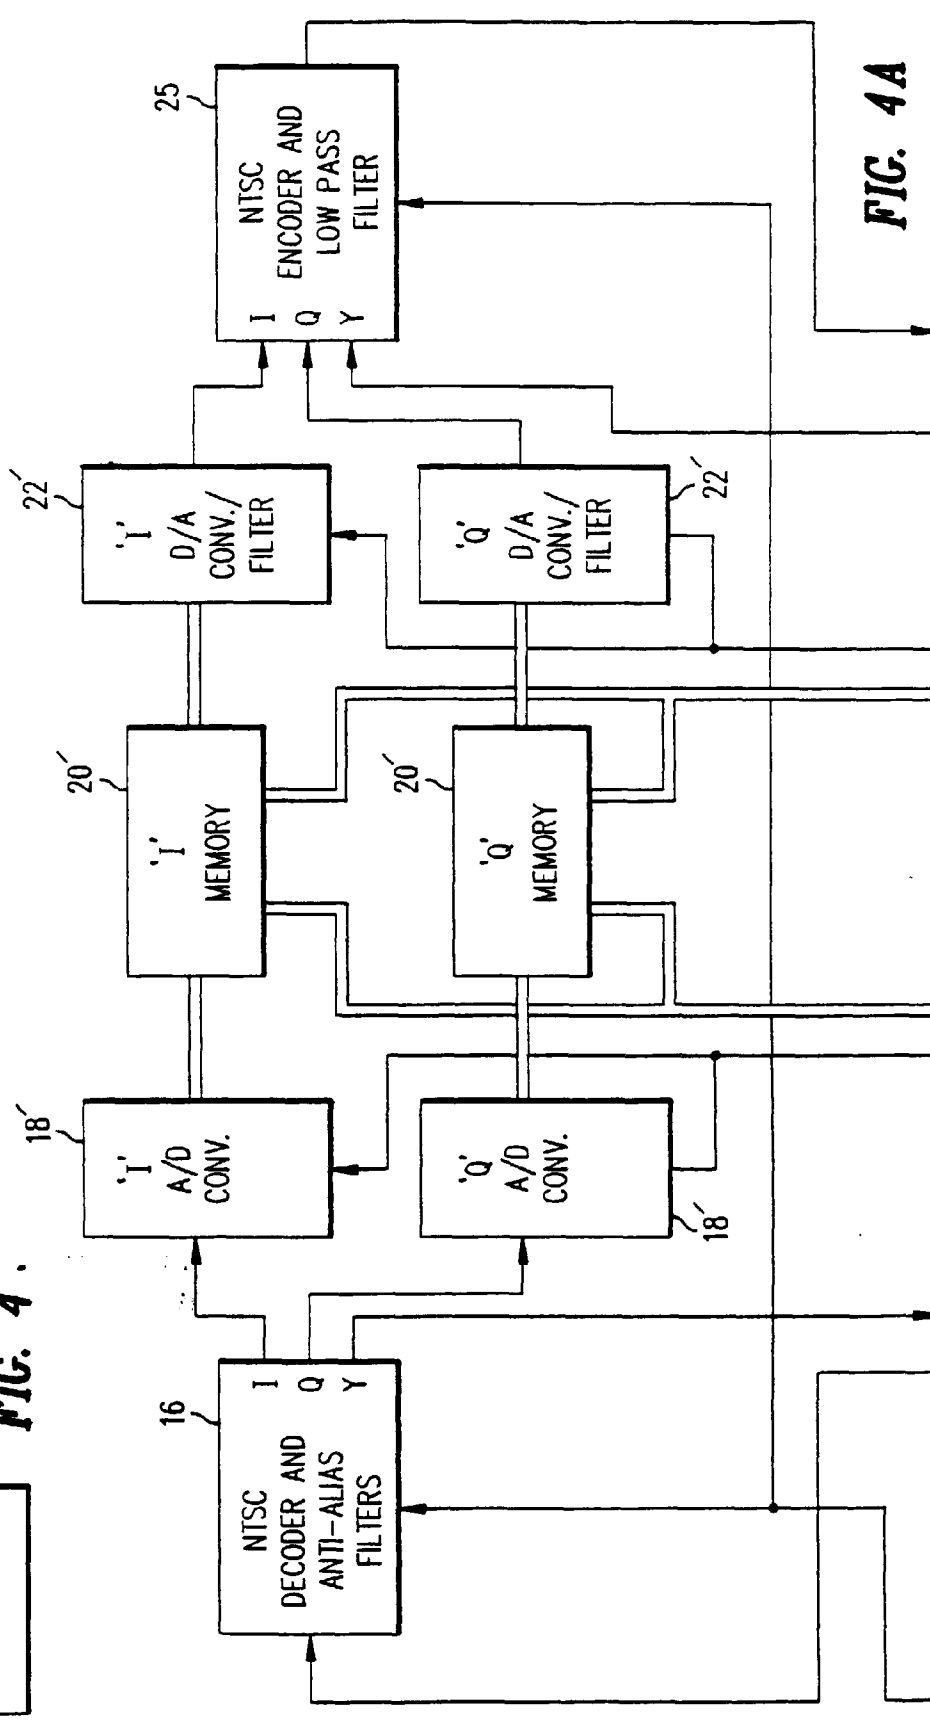 FIG. 4.
16
NTSC
DECODER AND
ANTI-ALIAS
FILTERS
I
Q
Y
18'
'I'
A/D
CONV.
'Q'
A/D
CONV.
18'
20'
'I'
MEMORY
20'
'Q'
MEMORY
22'
'I'
D/A
CONV./
FILTER
'Q'
D/A
CONV./
FILTER
22'
25
NTSC
ENCODER AND
LOW PASS
FILTER
I
Q
Y
FIG. 4A